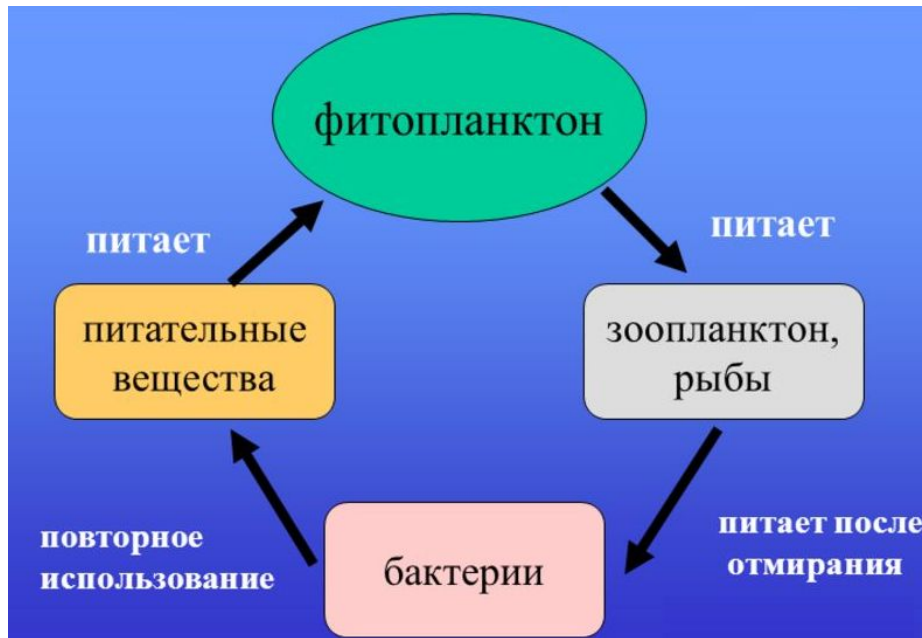 фитопланктон
питает
питает
питательные
вещества
зоопланктон,
рыбы
повторное
использование
бактерии
питает после
отмирания